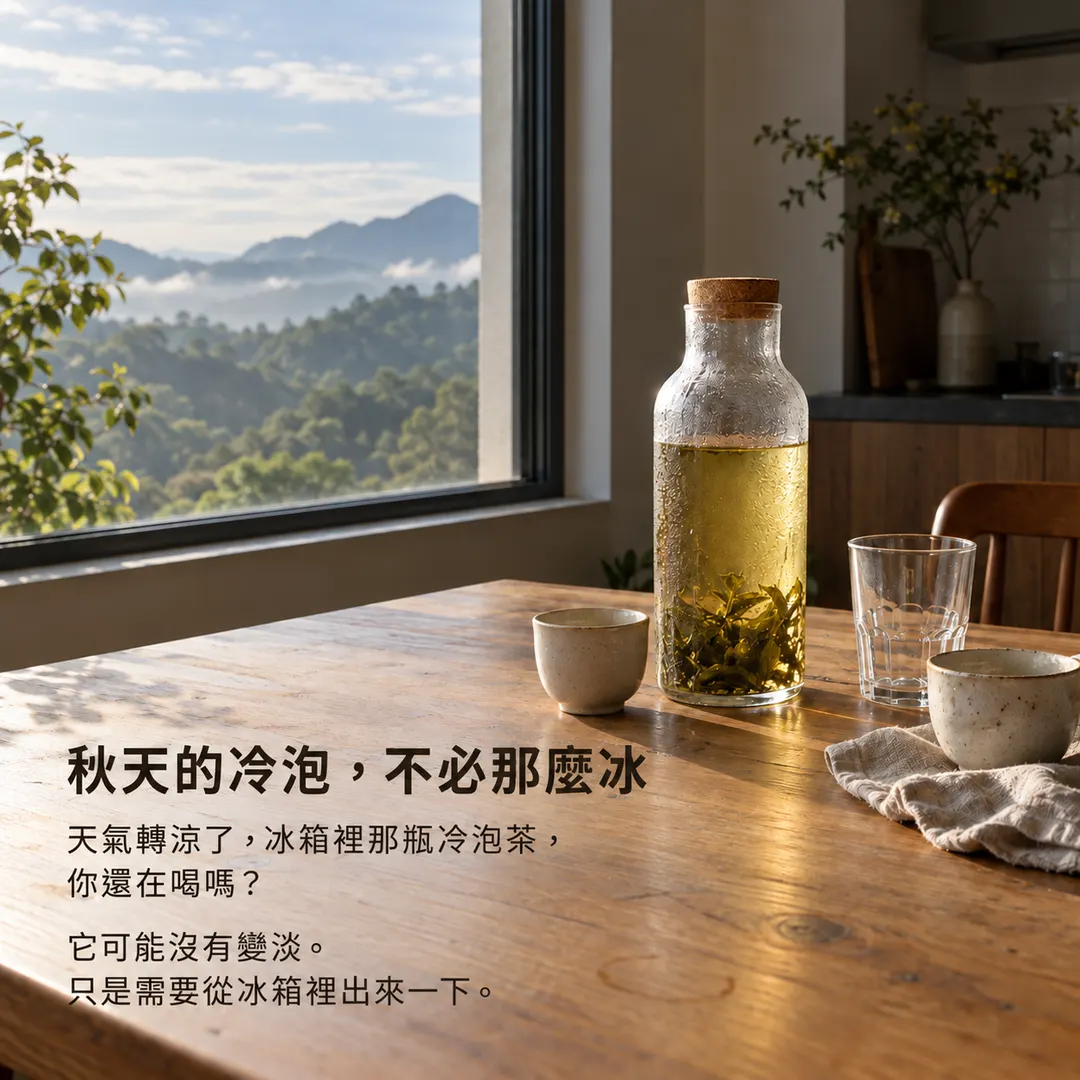 秋天的冷泡，不必那麼冰
天氣轉涼了，冰箱裡那瓶冷泡茶，
你還在喝嗎？
它可能沒有變淡。
只是需要從冰箱裡出來一下。